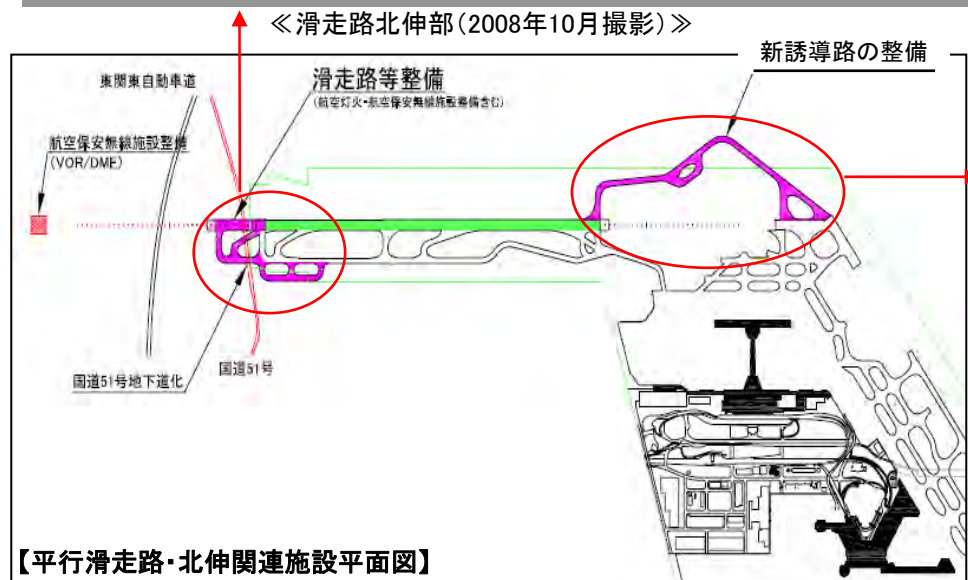 ≪滑走路北伸部(2008年10月撮影)≫
新誘導路の整備
東関東自動車道
滑走路等整備
(航空灯火・航空保安無線施設整備含む)
航空保安無線施設整備
(VOR/DME)
国道51号地下道化
国道51号
【平行滑走路・北伸関連施設平面図】